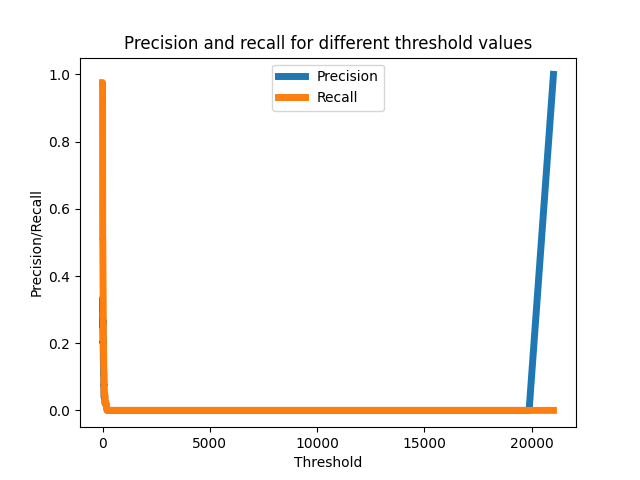 Precision and recall for different threshold values
Precision
Recall
1.0
0.8
0.6
0.4
0.2
0.0
Precision/Recall
0 5000 10000 15000 20000
Threshold